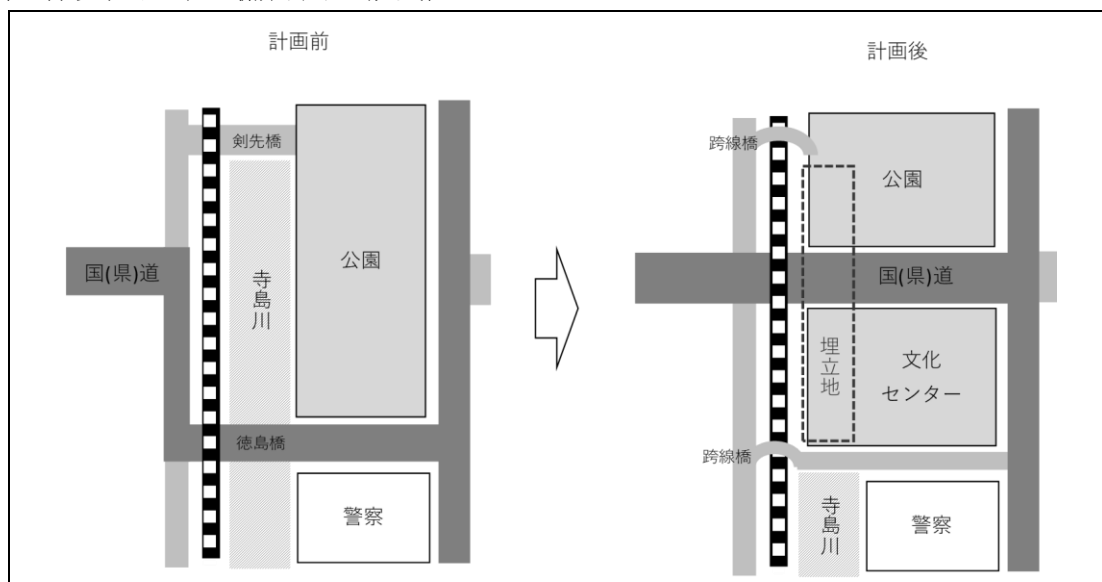 計画前
剣先橋
国(県)道
寺島川
公園
徳島橋
警察
計画後
跨線橋
公園
国(県)道
埋立地
文化
センター
跨線橋
寺島川
警察